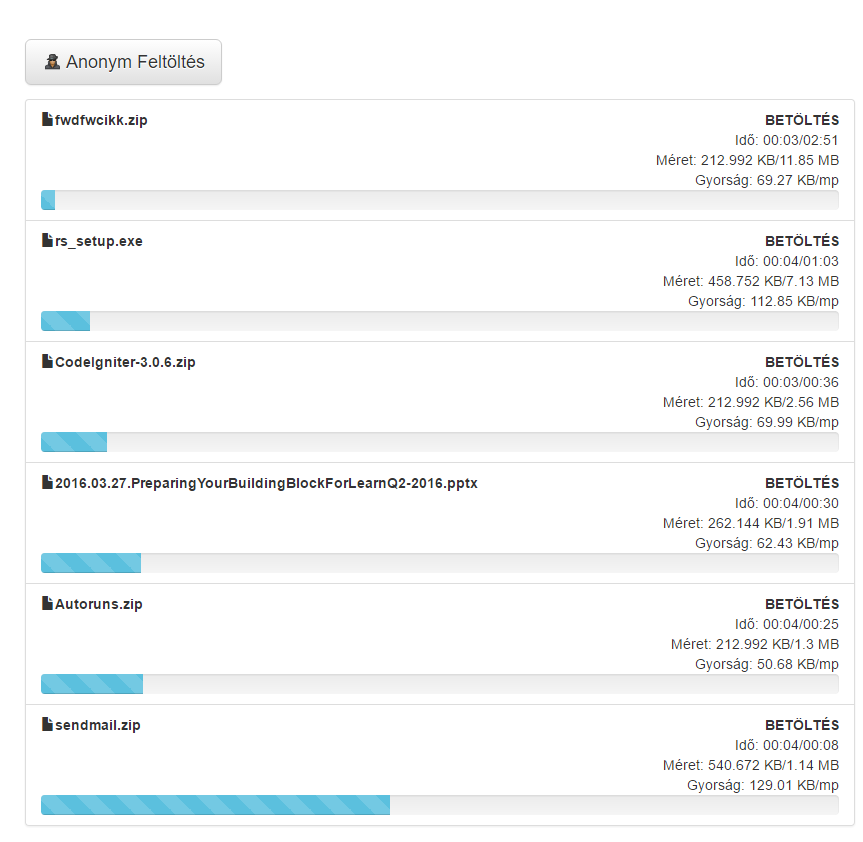 Anonym Feltöltés
fwdfwcikk.zip
BETÖLTÉS
Idő: 00:03/02:51
Méret: 212.992 KB/11.85 MB
Gyorság: 69.27 KB/mp
rs_setup.exe
BETÖLTÉS
Idő: 00:04/01:03
Méret: 458.752 KB/7.13 MB
Gyorság: 112.85 KB/mp
CodeIgniter-3.0.6.zip
BETÖLTÉS
Idő: 00:03/00:36
Méret: 212.992 KB/2.56 MB
Gyorság: 69.99 KB/mp
2016.03.27.PreparingYourBuildingBlockForLearnQ2-2016.pptx
BETÖLTÉS
Idő: 00:04/00:30
Méret: 262.144 KB/1.91 MB
Gyorság: 62.43 KB/mp
Autoruns.zip
BETÖLTÉS
Idő: 00:04/00:25
Méret: 212.992 KB/1.3 MB
Gyorság: 50.68 KB/mp
sendmail.zip
BETÖLTÉS
Idő: 00:04/00:08
Méret: 540.672 KB/1.14 MB
Gyorság: 129.01 KB/mp